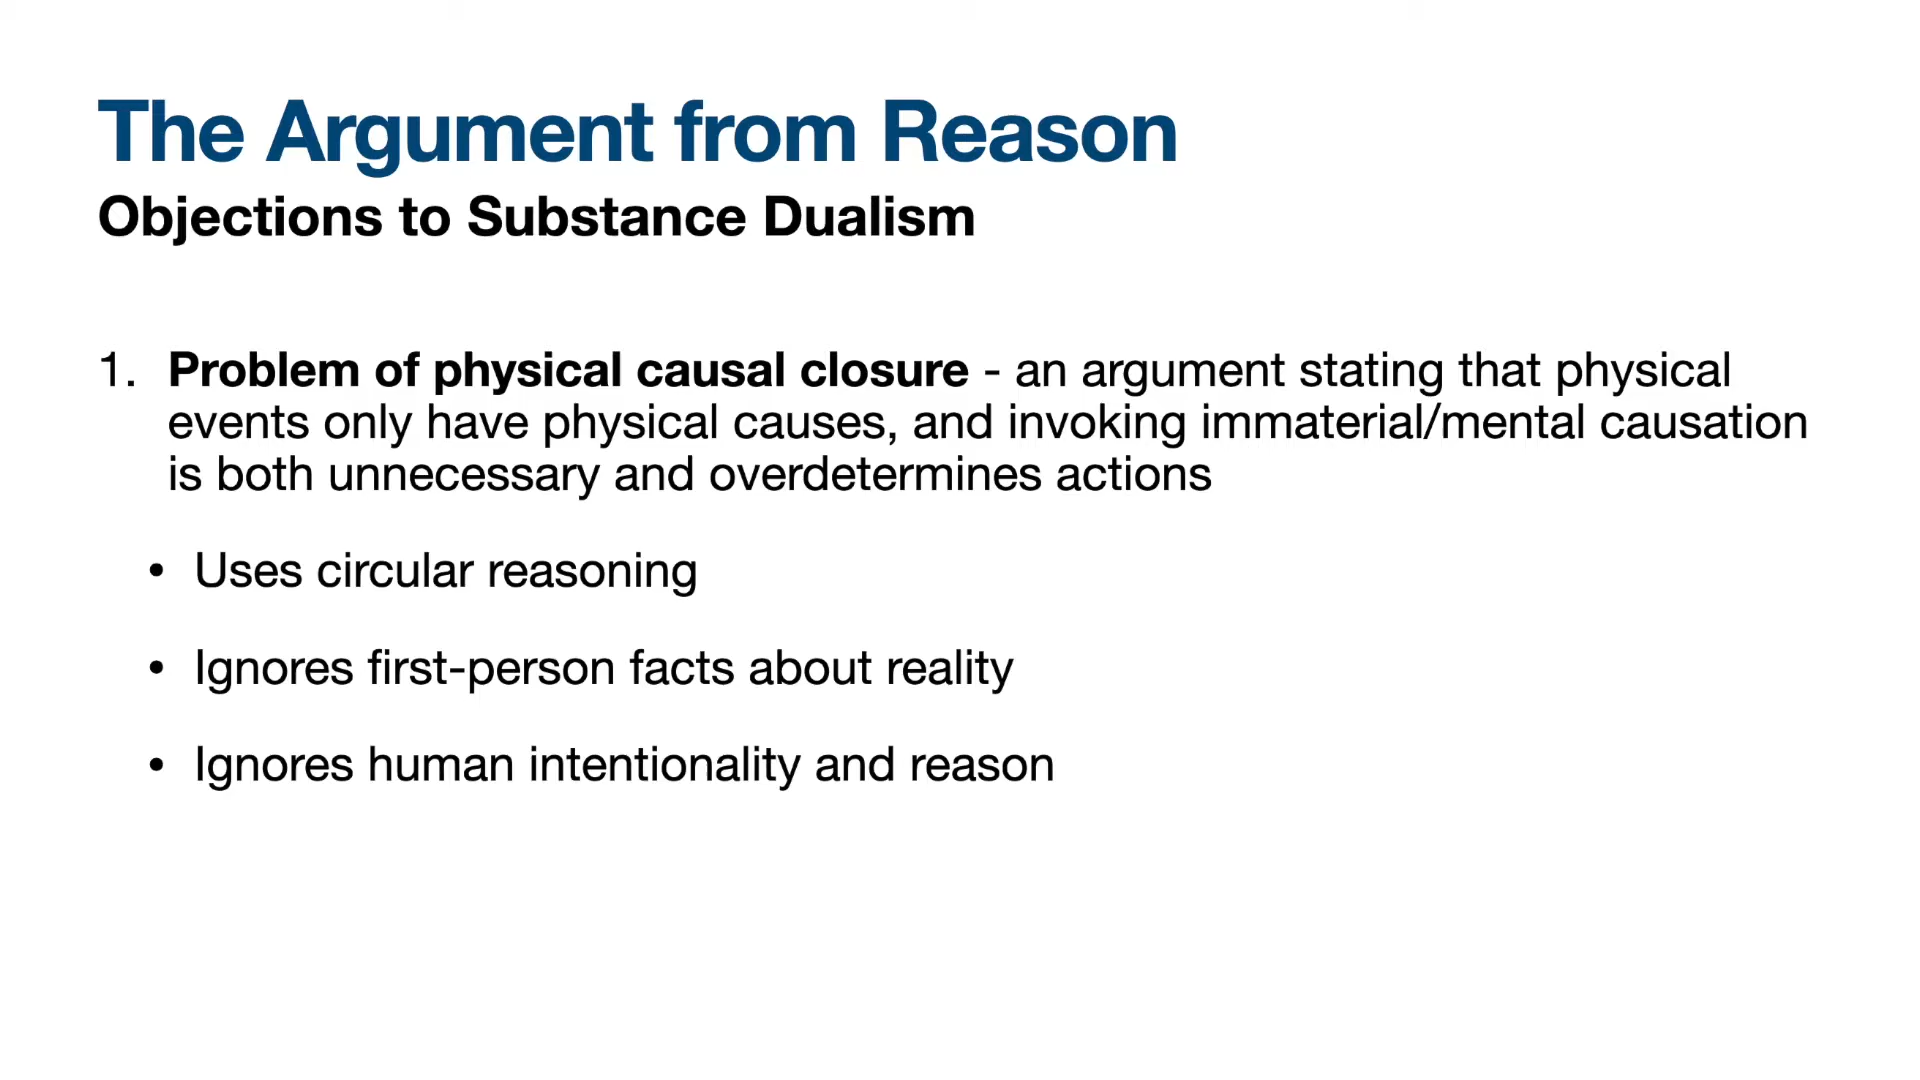 The Argument from Reason
Objections to Substance Dualism
1. Problem of physical causal closure - an argument stating that physical
events only have physical causes, and invoking immaterial/mental causation
is both unnecessary and overdetermines actions
• Uses circular reasoning
• Ignores first-person facts about reality
• Ignores human intentionality and reason